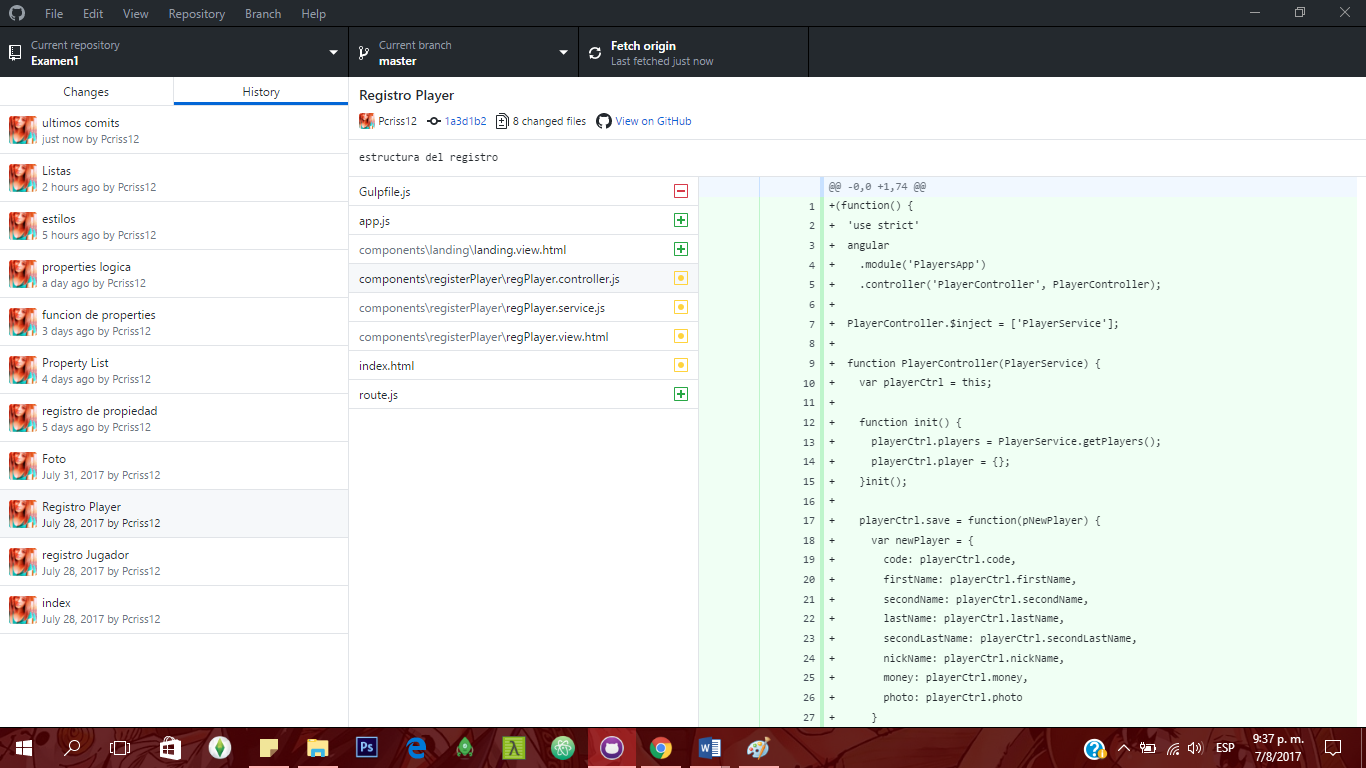 File Edit View Repository Branch Help
Current repository
Examen1
Current branch
master
Fetch origin
Last fetched just now
Changes
History
ultimos comits
just now by Pcriss12
Listas
2 hours ago by Pcriss12
estilos
5 hours ago by Pcriss12
properties logica
a day ago by Pcriss12
funcion de properties
3 days ago by Pcriss12
Property List
4 days ago by Pcriss12
registro de propiedad
5 days ago by Pcriss12
Foto
July 31, 2017 by Pcriss12
Registro Player
July 28, 2017 by Pcriss12
registro Jugador
July 28, 2017 by Pcriss12
index
July 28, 2017 by Pcriss12
Registro Player
Pcriss12 1a3d1b2 8 changed files View on GitHub
estructura del registro
Gulpfile.js
app.js
components\landing\landing.view.html
components\registerPlayer\regPlayer.controller.js
components\registerPlayer\regPlayer.service.js
components\registerPlayer\regPlayer.view.html
index.html
route.js
@@ -0,0 +1,74 @@
1 +(function() {
2 +  'use strict'
3 +  angular
4 +    .module('PlayersApp')
5 +    .controller('PlayerController', PlayerController);
6 +
7 +  PlayerController.$inject = ['PlayerService'];
8 +
9 +  function PlayerController(PlayerService) {
10 +    var playerCtrl = this;
11 +
12 +    function init() {
13 +      playerCtrl.players = PlayerService.getPlayers();
14 +      playerCtrl.player = {};
15 +    }init();
16 +
17 +    playerCtrl.save = function(pNewPlayer) {
18 +      var newPlayer = {
19 +        code: playerCtrl.code,
20 +        firstName: playerCtrl.firstName,
21 +        secondName: playerCtrl.secondName,
22 +        lastName: playerCtrl.lastName,
23 +        secondLastName: playerCtrl.secondLastName,
24 +        nickName: playerCtrl.nickName,
25 +        money: playerCtrl.money,
26 +        photo: playerCtrl.photo
27 +      }
Ps
ESP
9:37 p. m.
7/8/2017